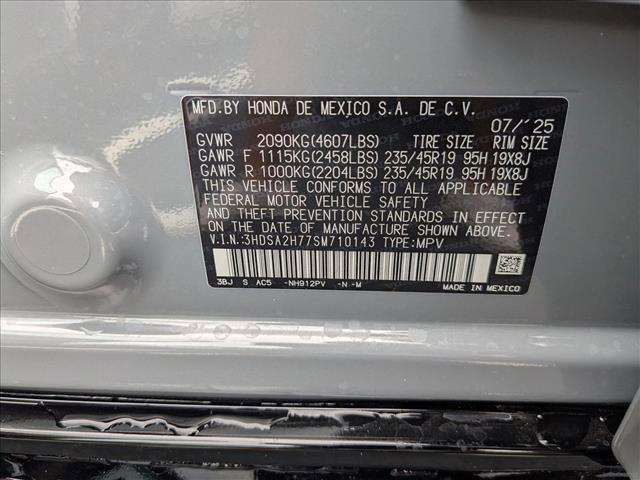 MFD.BY HONDA DE MEXICO S.A. DE C.V.
07/´25
GVWR 2090KG(4607LBS) TIRE SIZE RIM SIZE
GAWR F 1115KG(2458LBS) 235/45R19 95H 19X8J
GAWR R 1000KG(2204LBS) 235/45R19 95H 19X8J
THIS VEHICLE CONFORMS TO ALL APPLICABLE
FEDERAL MOTOR VEHICLE SAFETY
AND THEFT PREVENTION STANDARDS IN EFFECT
ON THE DATE OF MANUFACTURE SHOWN ABOVE.
V.I.N.:3HDSA2H77SM710143 TYPE:MPV
3BJ S AC5 -NH912PV -N -M MADE IN MEXICO